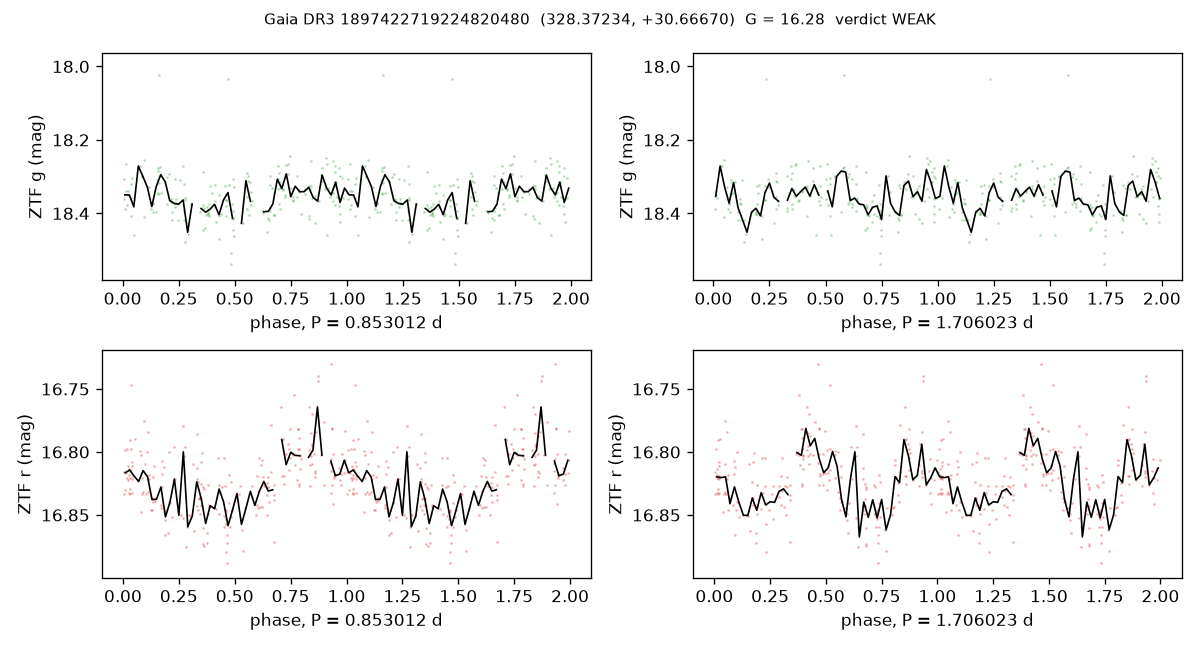 Gaia DR3 1897422719224820480 (328.37234, +30.66670) G = 16.28 verdict WEAK
ZTF g (mag)
18.0
18.2
18.4
0.00 0.25 0.50 0.75 1.00 1.25 1.50 1.75 2.00
phase, P = 0.853012 d
ZTF g (mag)
18.0
18.2
18.4
0.00 0.25 0.50 0.75 1.00 1.25 1.50 1.75 2.00
phase, P = 1.706023 d
ZTF r (mag)
16.75
16.80
16.85
0.00 0.25 0.50 0.75 1.00 1.25 1.50 1.75 2.00
phase, P = 0.853012 d
ZTF r (mag)
16.75
16.80
16.85
0.00 0.25 0.50 0.75 1.00 1.25 1.50 1.75 2.00
phase, P = 1.706023 d